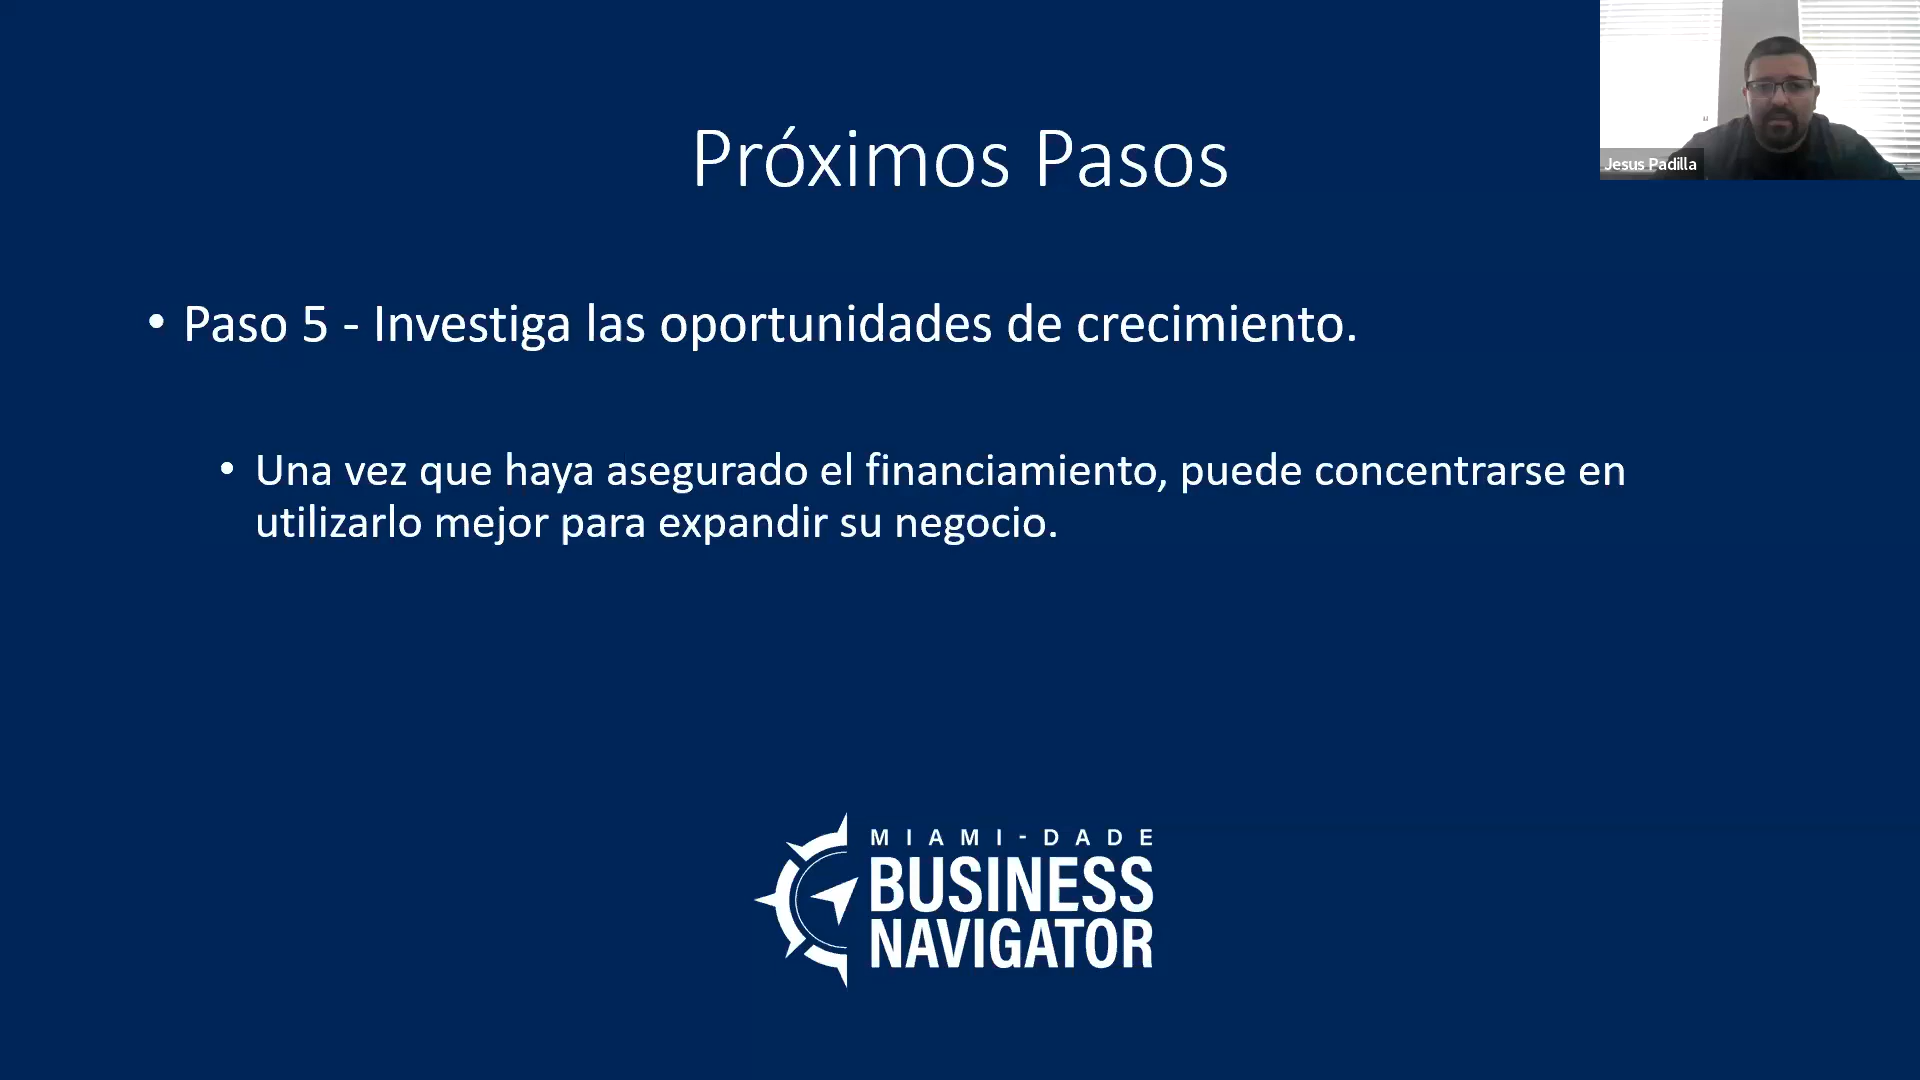 Próximos Pasos
Jesus Padilla
• Paso 5 - Investiga las oportunidades de crecimiento.
• Una vez que haya asegurado el financiamiento, puede concentrarse en
utilizarlo mejor para expandir su negocio.
MIAMI-DADE
BUSINESS
NAVIGATOR